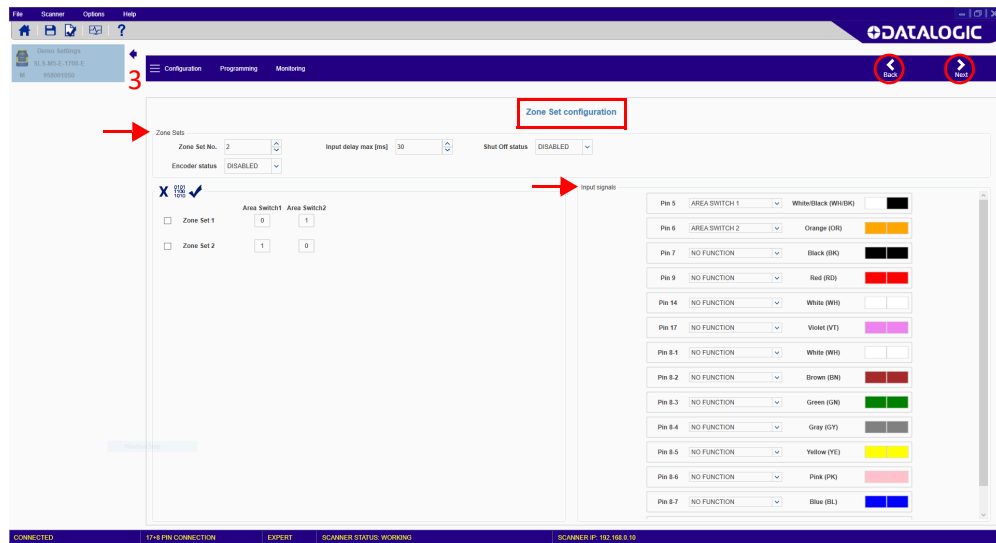 File Scanner Options Help
?
DATALOGIC
Demo Settings
M 958001050
3
Configuration Programming Monitoring
Back Next
Zone Set configuration
Zone Sets
Zone Set No. 2 Input delay max [ms] 30 Shut Off status DISABLED
Encoder status DISABLED
Input signals
X 0101 1100 1010
Area Switch1 Area Switch2
Zone Set 1 0 1
Zone Set 2 1 0
Pin 5 AREA SWITCH 1 White/Black (WH/BK)
Pin 6 AREA SWITCH 2 Orange (OR)
Pin 7 NO FUNCTION Black (BK)
Pin 9 NO FUNCTION Red (RD)
Pin 14 NO FUNCTION White (WH)
Pin 17 NO FUNCTION Violet (VT)
Pin 8-1 NO FUNCTION White (WH)
Pin 8-2 NO FUNCTION Brown (BN)
Pin 8-3 NO FUNCTION Green (GN)
Pin 8-4 NO FUNCTION Gray (GY)
Pin 8-5 NO FUNCTION Yellow (YE)
Pin 8-6 NO FUNCTION Pink (PK)
Pin 8-7 NO FUNCTION Blue (BL)
CONNECTED 17+8 PIN CONNECTION EXPERT SCANNER STATUS: WORKING SCANNER IP: 192.168.0.10